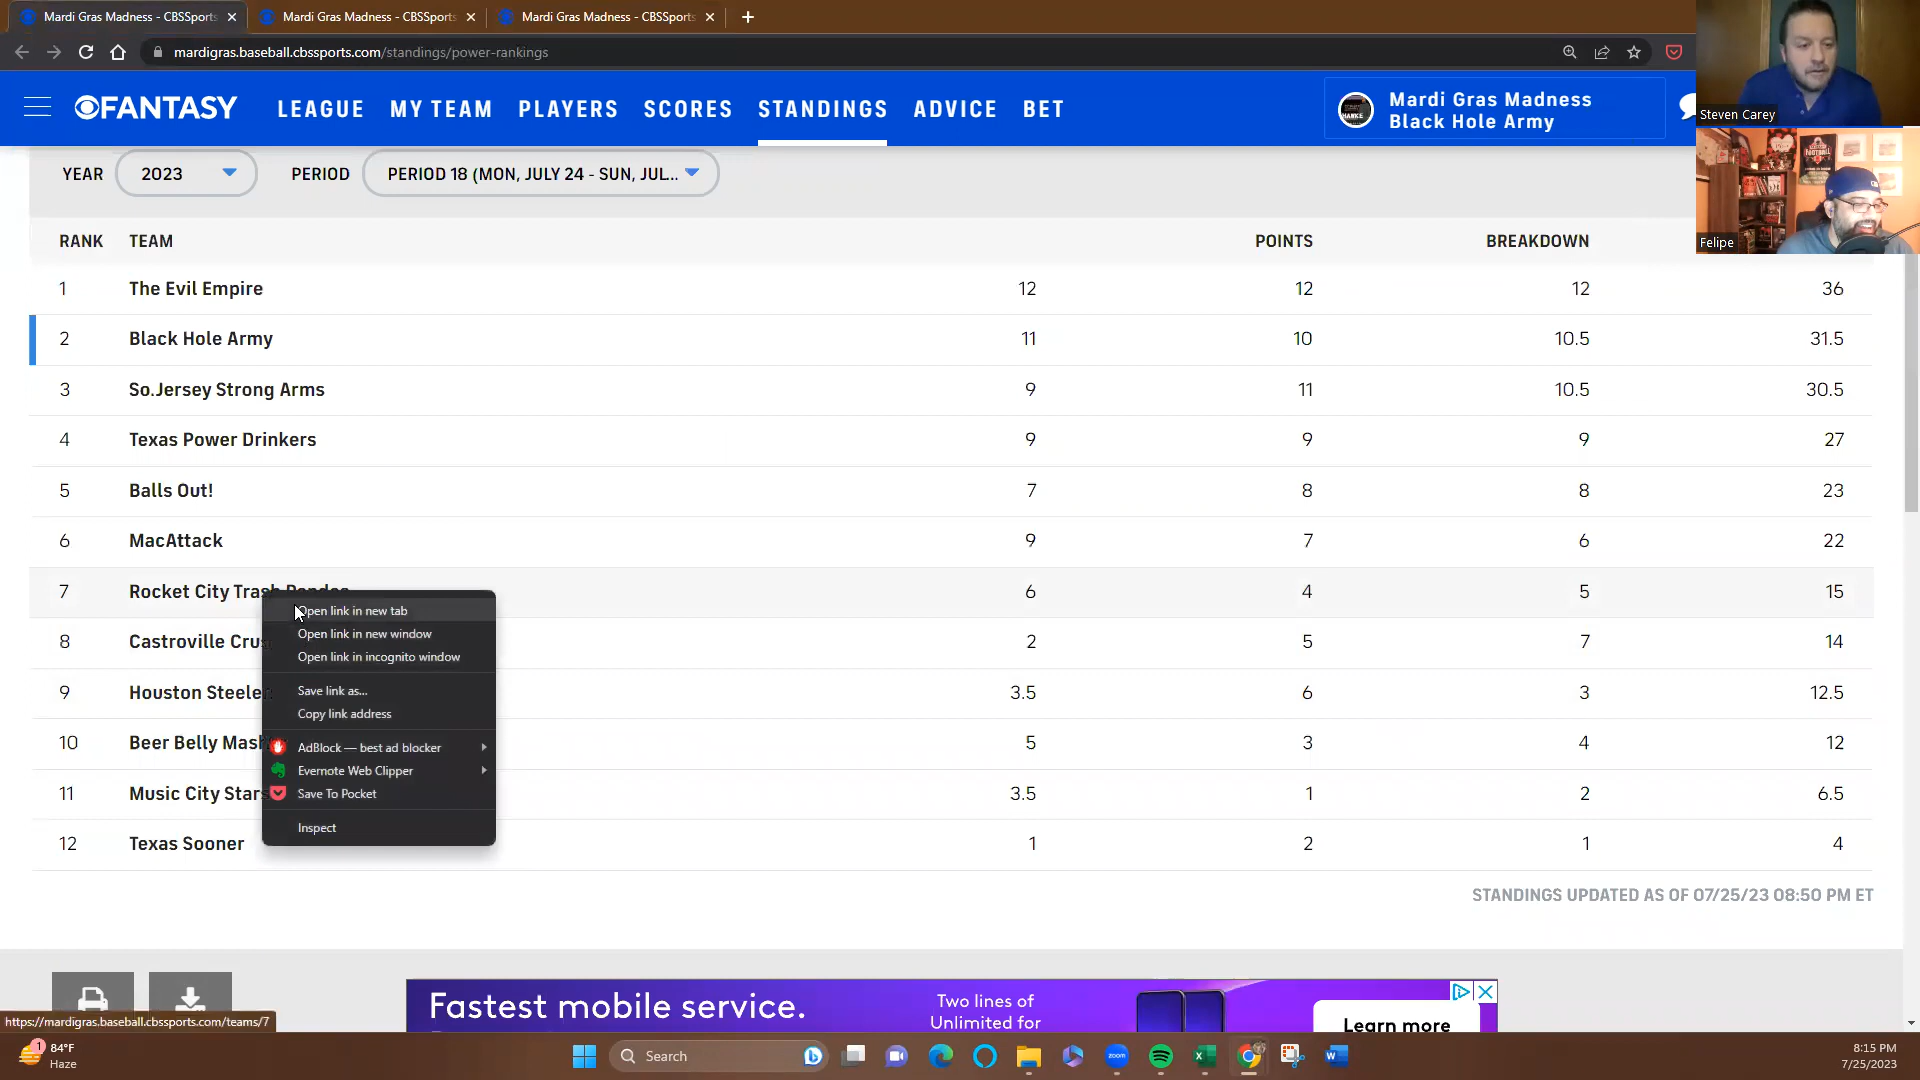 Mardi Gras Madness - CBSSports
Mardi Gras Madness - CBSSports
Mardi Gras Madness - CBSSports
mardigras.baseball.cbssports.com/standings/power-rankings
FANTASY
LEAGUE
MY TEAM
PLAYERS
SCORES
STANDINGS
ADVICE
BET
Mardi Gras Madness
Black Hole Army
Steven Carey
Felipe
YEAR 2023 PERIOD PERIOD 18 (MON, JULY 24 - SUN, JUL...
RANK TEAM POINTS BREAKDOWN
1 The Evil Empire 12 12 12 36
2 Black Hole Army 11 10 10.5 31.5
3 So.Jersey Strong Arms 9 11 10.5 30.5
4 Texas Power Drinkers 9 9 9 27
5 Balls Out! 7 8 8 23
6 MacAttack 9 7 6 22
7 Rocket City Trash Pandas 6 4 5 15
8 Castroville Cru 2 5 7 14
9 Houston Steele 3.5 6 3 12.5
10 Beer Belly Mash 5 3 4 12
11 Music City Stars 3.5 1 2 6.5
12 Texas Sooner 1 2 1 4
Open link in new tab
Open link in new window
Open link in incognito window
Save link as...
Copy link address
AdBlock — best ad blocker
Evernote Web Clipper
Save To Pocket
Inspect
STANDINGS UPDATED AS OF 07/25/23 08:50 PM ET
Fastest mobile service.
Two lines of
Unlimited for
Learn more
https://mardigras.baseball.cbssports.com/teams/7
1
84°F
Haze
Search
zoom
8:15 PM
7/25/2023